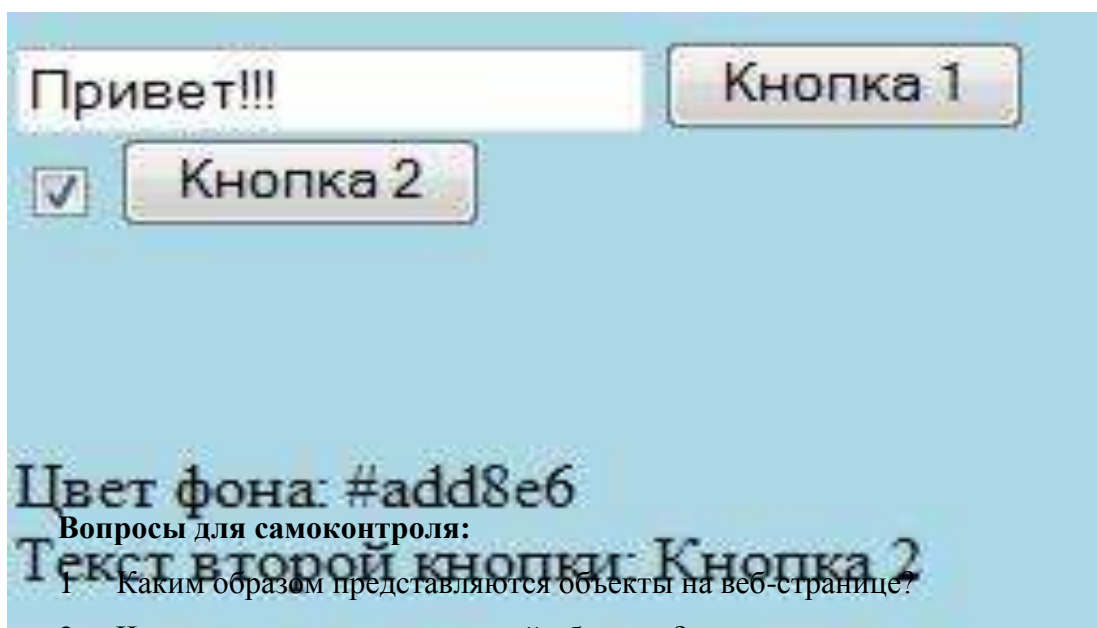 Привет!!! Кнопка 1
Кнопка 2
Цвет фона: #add8e6
Вопросы для самоконтроля:
Текст второй кнопки: Кнопка 2
1 Каким образом представляются объекты на веб-странице?